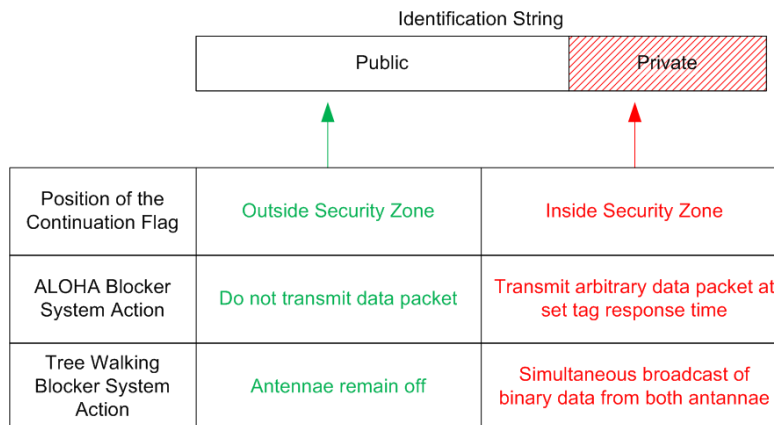 Identification String
Public
Private
Position of the
Continuation Flag
Outside Security Zone
Inside Security Zone
ALOHA Blocker
System Action
Do not transmit data packet
Transmit arbitrary data packet at
set tag response time
Tree Walking
Blocker System
Action
Antennae remain off
Simultaneous broadcast of
binary data from both antannae